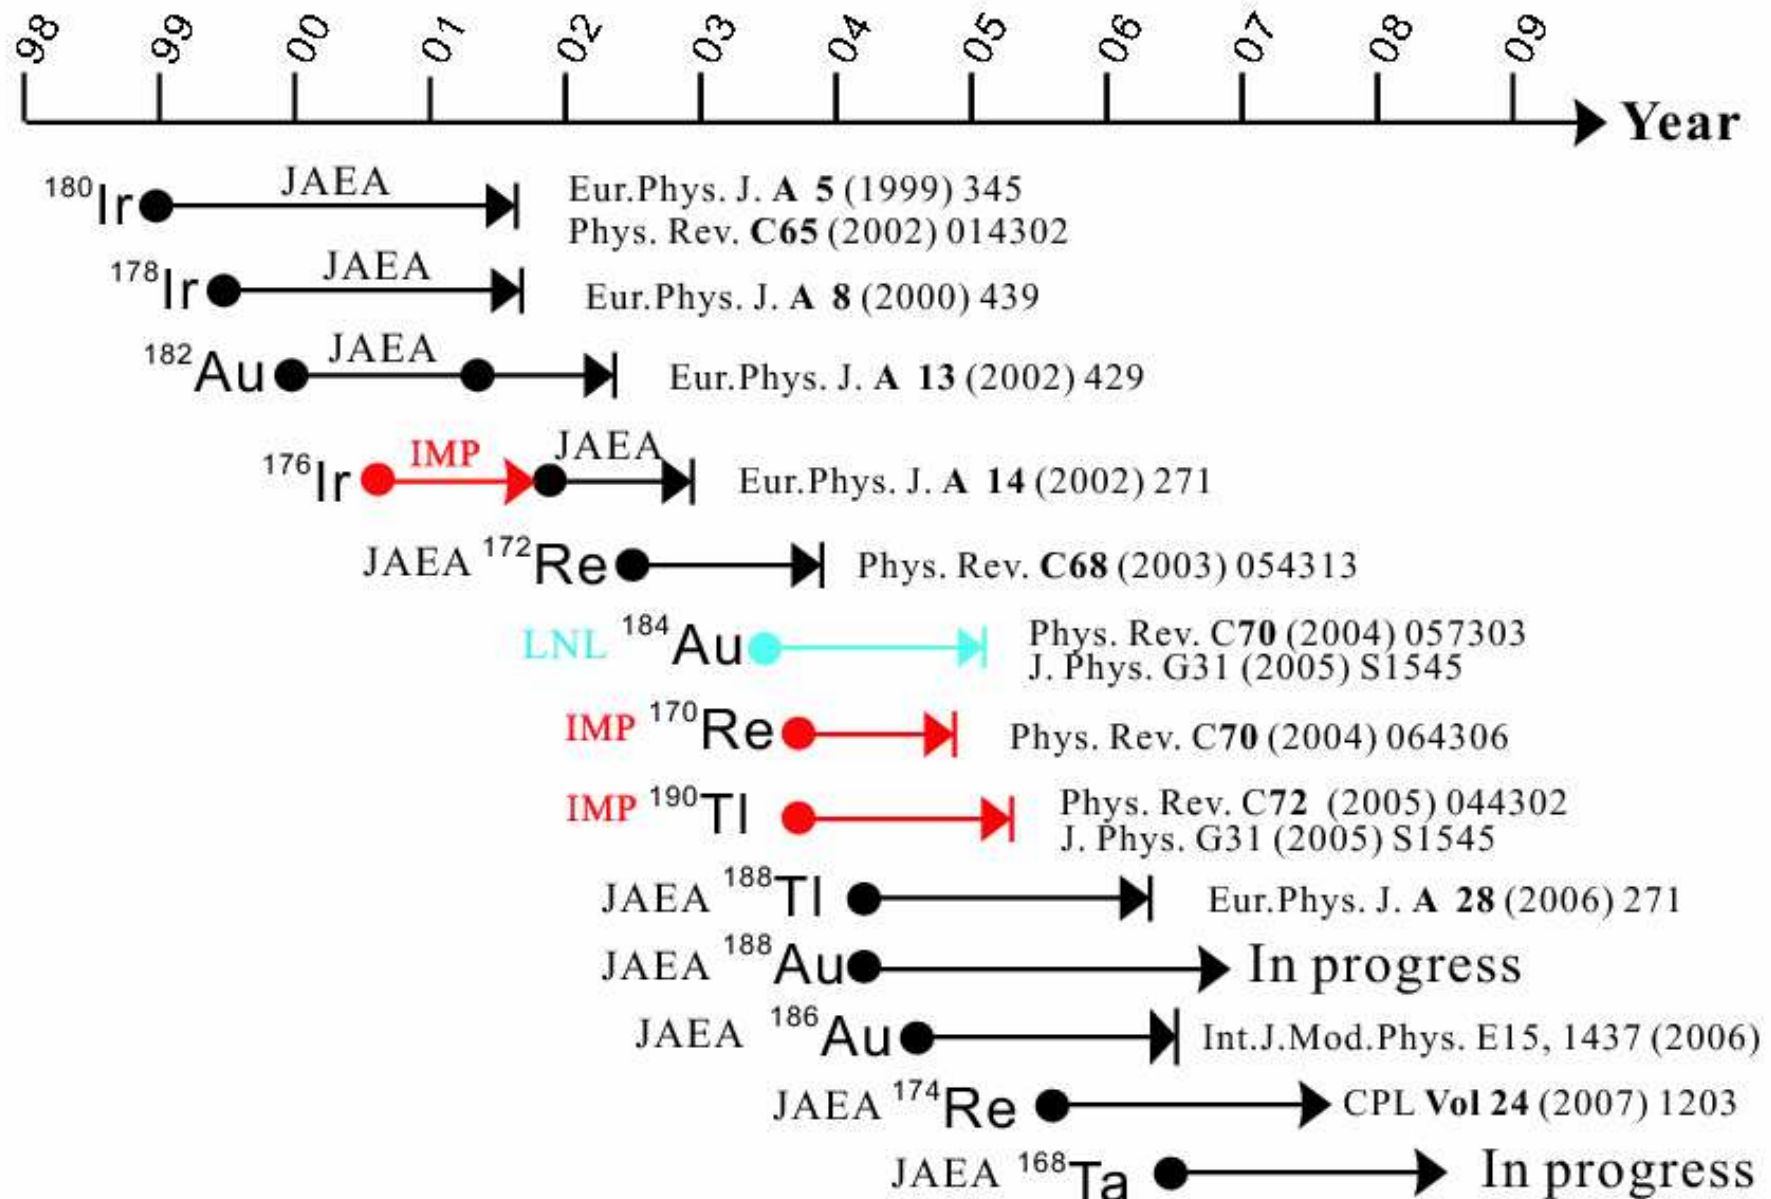 98 99 00 01 02 03 04 05 06 07 08 09
Year
180Ir JAEA Eur.Phys. J. A 5 (1999) 345
Phys. Rev. C65 (2002) 014302
178Ir JAEA Eur.Phys. J. A 8 (2000) 439
182Au JAEA Eur.Phys. J. A 13 (2002) 429
176Ir IMP JAEA Eur.Phys. J. A 14 (2002) 271
JAEA 172Re Phys. Rev. C68 (2003) 054313
LNL 184Au Phys. Rev. C70 (2004) 057303
J. Phys. G31 (2005) S1545
IMP 170Re Phys. Rev. C70 (2004) 064306
IMP 190Tl Phys. Rev. C72 (2005) 044302
J. Phys. G31 (2005) S1545
JAEA 188Tl Eur.Phys. J. A 28 (2006) 271
JAEA 188Au In progress
JAEA 186Au Int.J.Mod.Phys. E15, 1437 (2006)
JAEA 174Re CPL Vol 24 (2007) 1203
JAEA 168Ta In progress